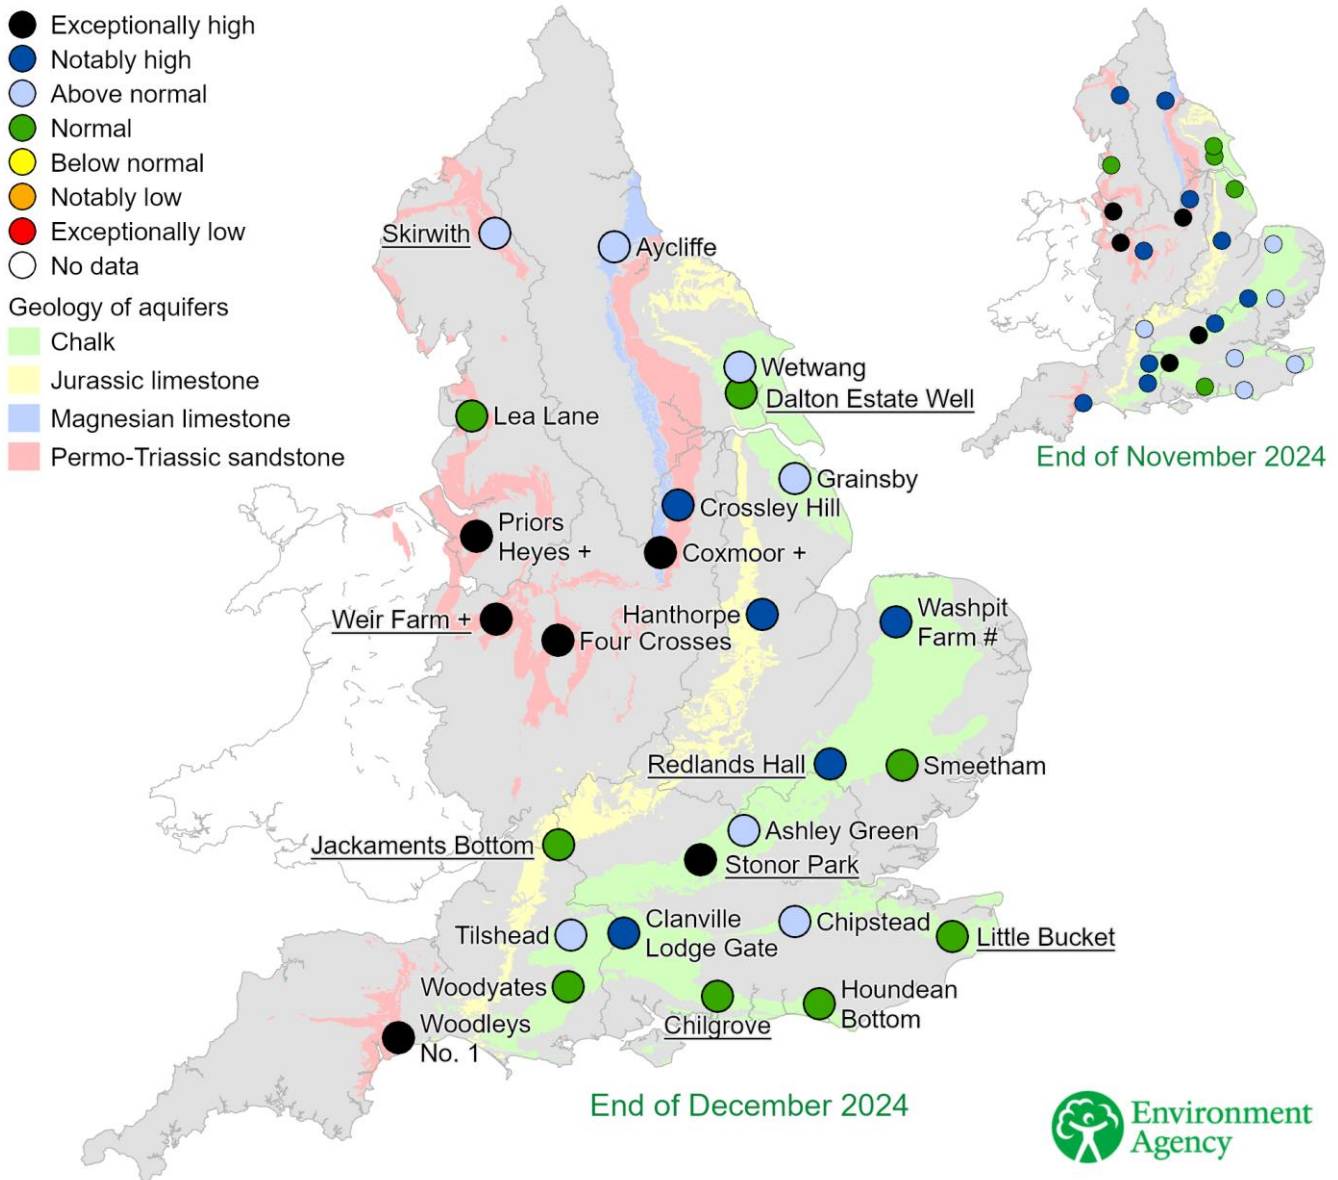 Exceptionally high
Notably high
Above normal
Normal
Below normal
Notably low
Exceptionally low
No data
Geology of aquifers
Chalk
Jurassic limestone
Magnesian limestone
Permo-Triassic sandstone
End of November 2024
Skirwith
Aycliffe
Wetwang
Dalton Estate Well
Lea Lane
Grainsby
Crossley Hill
Priors
Heyes +
Coxmoor +
Weir Farm +
Four Crosses
Hanthorpe
Washpit
Farm #
Redlands Hall
Smeetham
Jackaments Bottom
Ashley Green
Stonor Park
Tilshead
Clanville
Lodge Gate
Chipstead
Little Bucket
Woodyates
Chilgrove
Houndean
Bottom
Woodleys
No. 1
End of December 2024
Environment
Agency